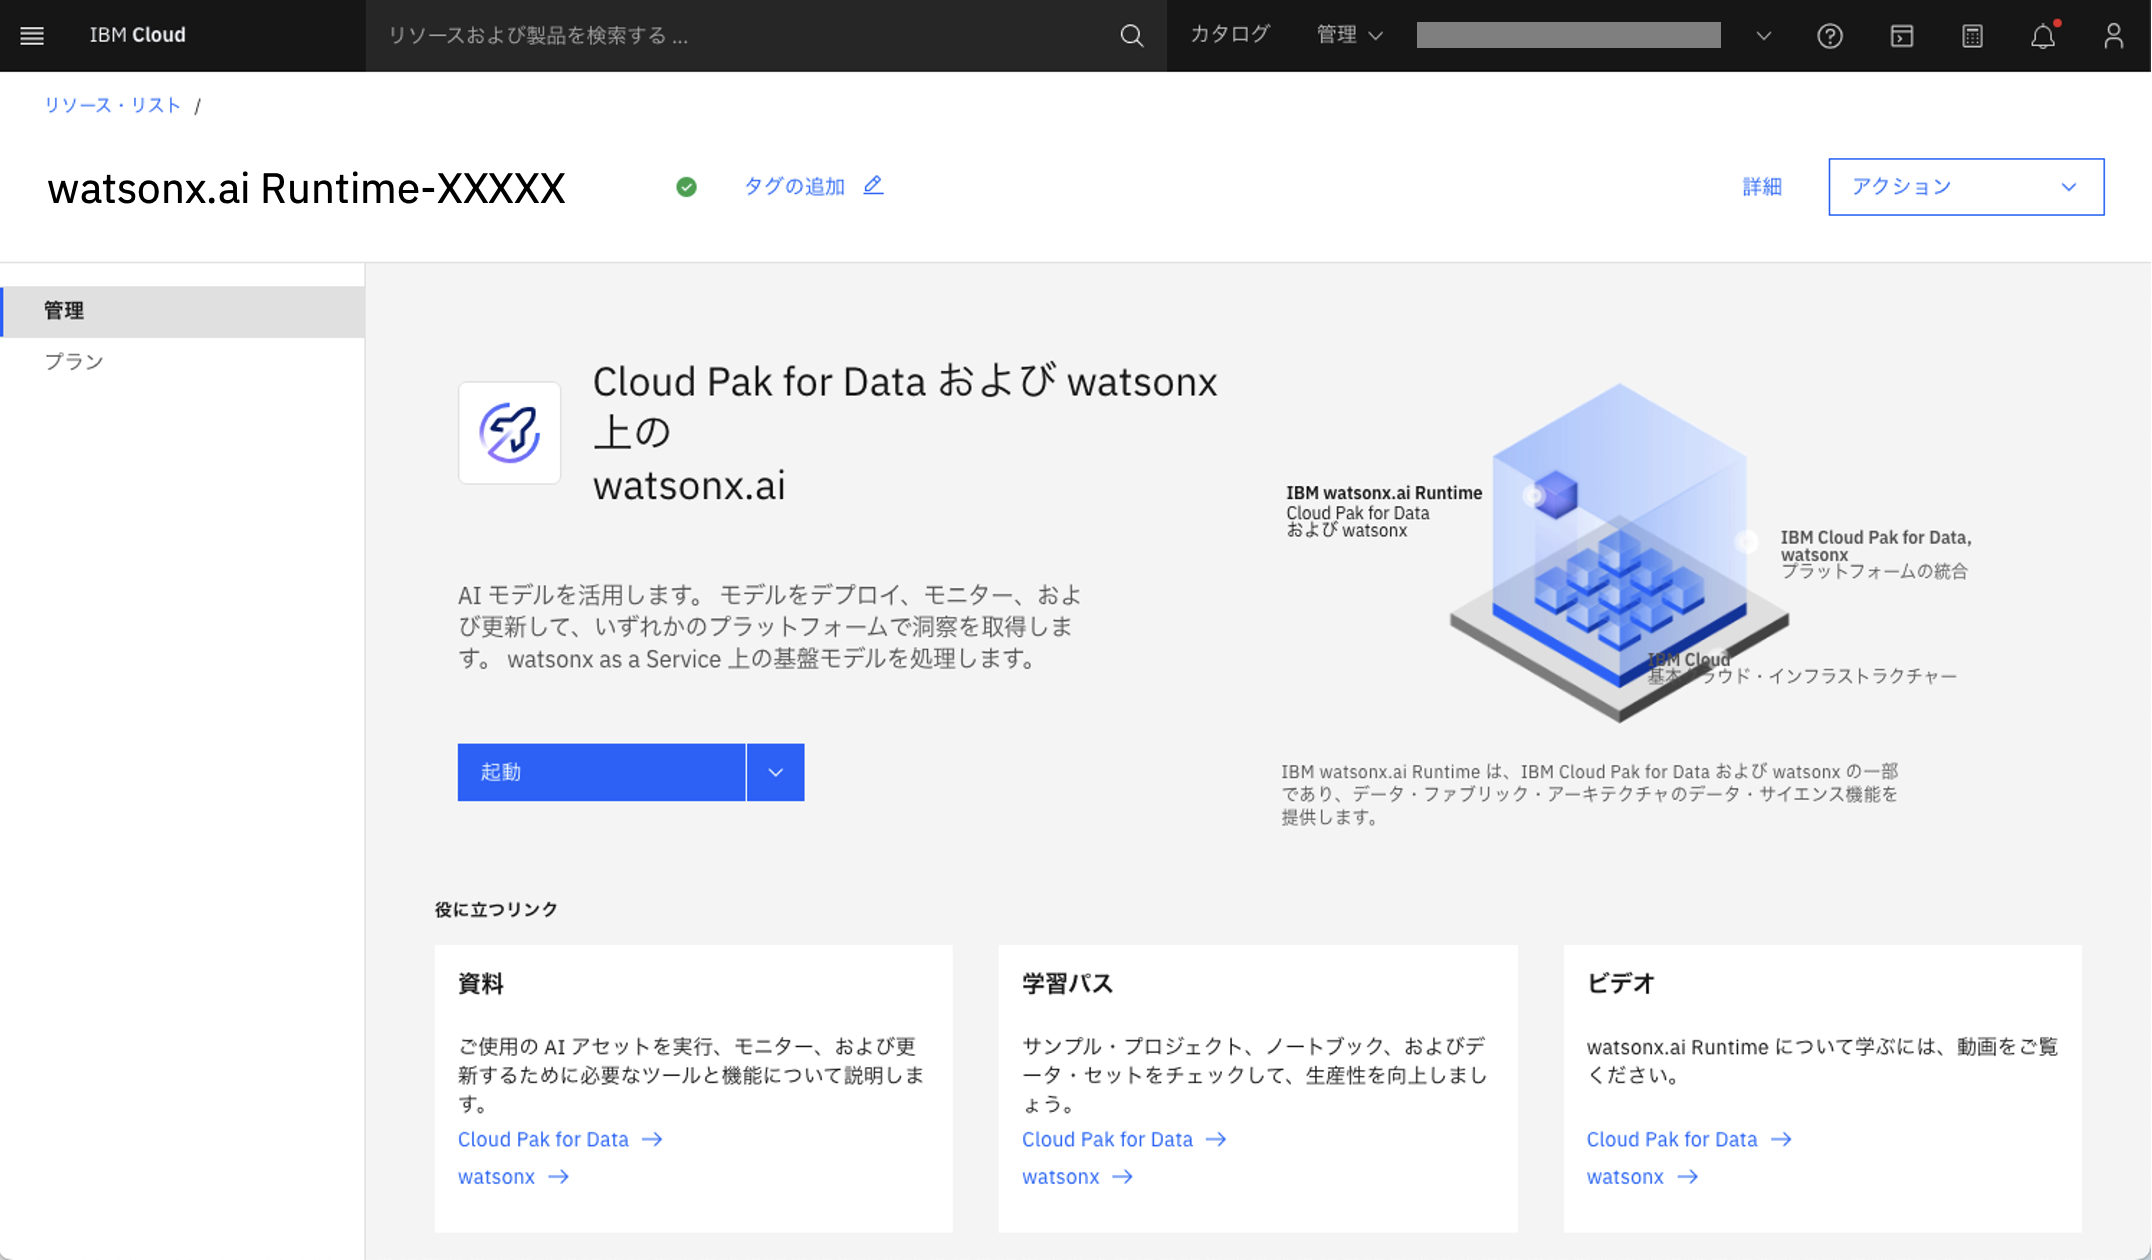 IBM Cloud
リソースおよび製品を検索する ...
カタログ
管理
リソース・リスト /
watsonx.ai Runtime-XXXXX
タグの追加
詳細
アクション
管理
プラン
Cloud Pak for Data および watsonx
上の
watsonx.ai
AI モデルを活用します。 モデルをデプロイ、モニター、およ
び更新して、いずれかのプラットフォームで洞察を取得しま
す。 watsonx as a Service 上の基盤モデルを処理します。
起動
IBM watsonx.ai Runtime
Cloud Pak for Data
および watsonx
IBM Cloud Pak for Data,
watsonx
プラットフォームの統合
IBM Cloud
基本クラウド・インフラストラクチャー
IBM watsonx.ai Runtime は、IBM Cloud Pak for Data および watsonx の一部
であり、データ・ファブリック・アーキテクチャのデータ・サイエンス機能を
提供します。
役に立つリンク
資料
ご使用の AI アセットを実行、モニター、および更
新するために必要なツールと機能について説明しま
す。
Cloud Pak for Data →
watsonx →
学習パス
サンプル・プロジェクト、ノートブック、およびデ
ータ・セットをチェックして、生産性を向上しまし
ょう。
Cloud Pak for Data →
watsonx →
ビデオ
watsonx.ai Runtime について学ぶには、動画をご覧
ください。
Cloud Pak for Data →
watsonx →